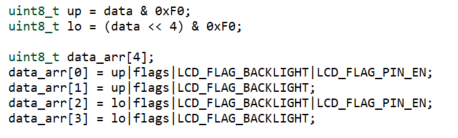 uint8_t up = data & 0xF0;
uint8_t lo = (data << 4) & 0xF0;
uint8_t data_arr[4];
data_arr[0] = up|flags|LCD_FLAG_BACKLIGHT|LCD_FLAG_PIN_EN;
data_arr[1] = up|flags|LCD_FLAG_BACKLIGHT;
data_arr[2] = lo|flags|LCD_FLAG_BACKLIGHT|LCD_FLAG_PIN_EN;
data_arr[3] = lo|flags|LCD_FLAG_BACKLIGHT;